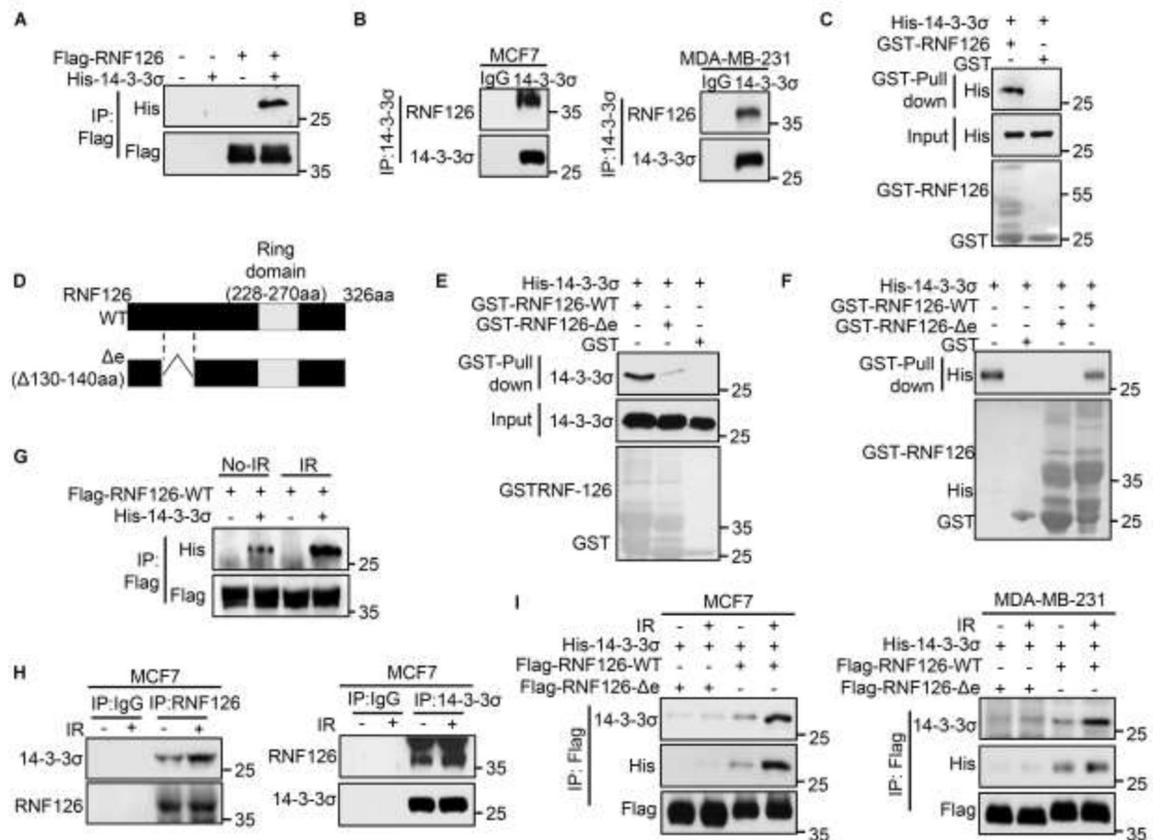 A
Flag-RNF126 - - + +
His-14-3-3σ - + - +
IP: Flag
His
25
Flag
35
B
MCF7
IgG 14-3-3σ
IP:14-3-3σ
RNF126
35
14-3-3σ
25
MDA-MB-231
IgG 14-3-3σ
IP:14-3-3σ
RNF126
35
14-3-3σ
25
C
His-14-3-3σ + +
GST-RNF126 + -
GST - +
GST-Pull down
His
25
Input
His
25
GST-RNF126
55
GST
25
D
Ring domain
(228-270aa)
326aa
RNF126
WT
Δe
(Δ130-140aa)
E
His-14-3-3σ + + +
GST-RNF126-WT + - -
GST-RNF126-Δe - + -
GST - - +
GST-Pull down
14-3-3σ
25
Input
14-3-3σ
25
GSTRNF-126
35
GST
25
F
His-14-3-3σ + + + +
GST-RNF126-WT - - - +
GST-RNF126-Δe - - + -
GST - + - -
GST-Pull down
His
25
GST-RNF126
35
His
GST
25
G
No-IR IR
Flag-RNF126-WT + + + +
His-14-3-3σ - + - +
IP: Flag
His
25
Flag
35
H
MCF7
IP:IgG IP:RNF126
IR - + - +
14-3-3σ
25
RNF126
35
MCF7
IP:IgG IP:14-3-3σ
IR - + - +
RNF126
35
14-3-3σ
25
I
MCF7
IR - + - +
His-14-3-3σ + + + +
Flag-RNF126-WT - - + +
Flag-RNF126-Δe + + - -
IP: Flag
14-3-3σ
25
His
25
Flag
35
MDA-MB-231
IR - + - +
His-14-3-3σ + + + +
Flag-RNF126-WT - - + +
Flag-RNF126-Δe + + - -
IP: Flag
14-3-3σ
25
His
25
Flag
35